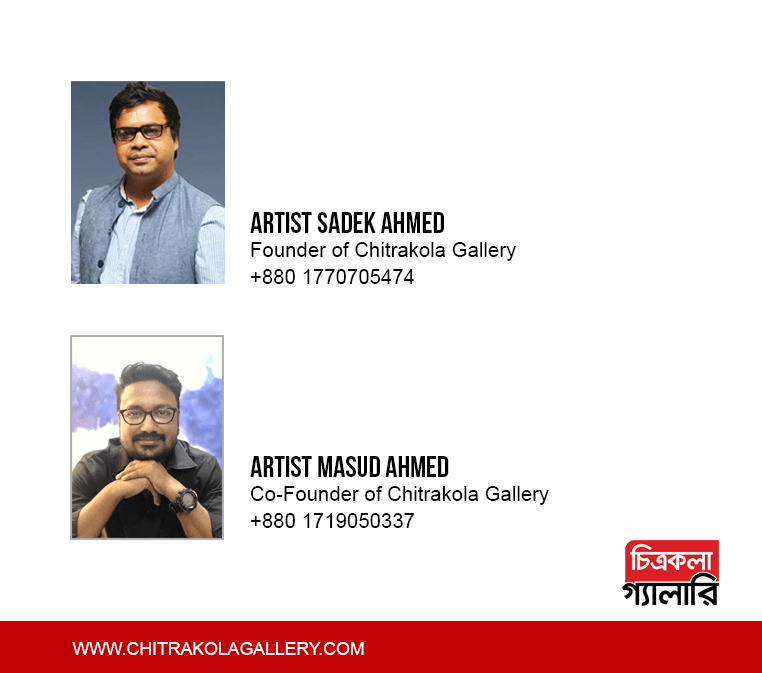 ARTIST SADEK AHMED
Founder of Chitrakola Gallery
+880 1770705474
ARTIST MASUD AHMED
Co-Founder of Chitrakola Gallery
+880 1719050337
চিত্রকলা
গ্যালারি
WWW.CHITRAKOLAGALLERY.COM